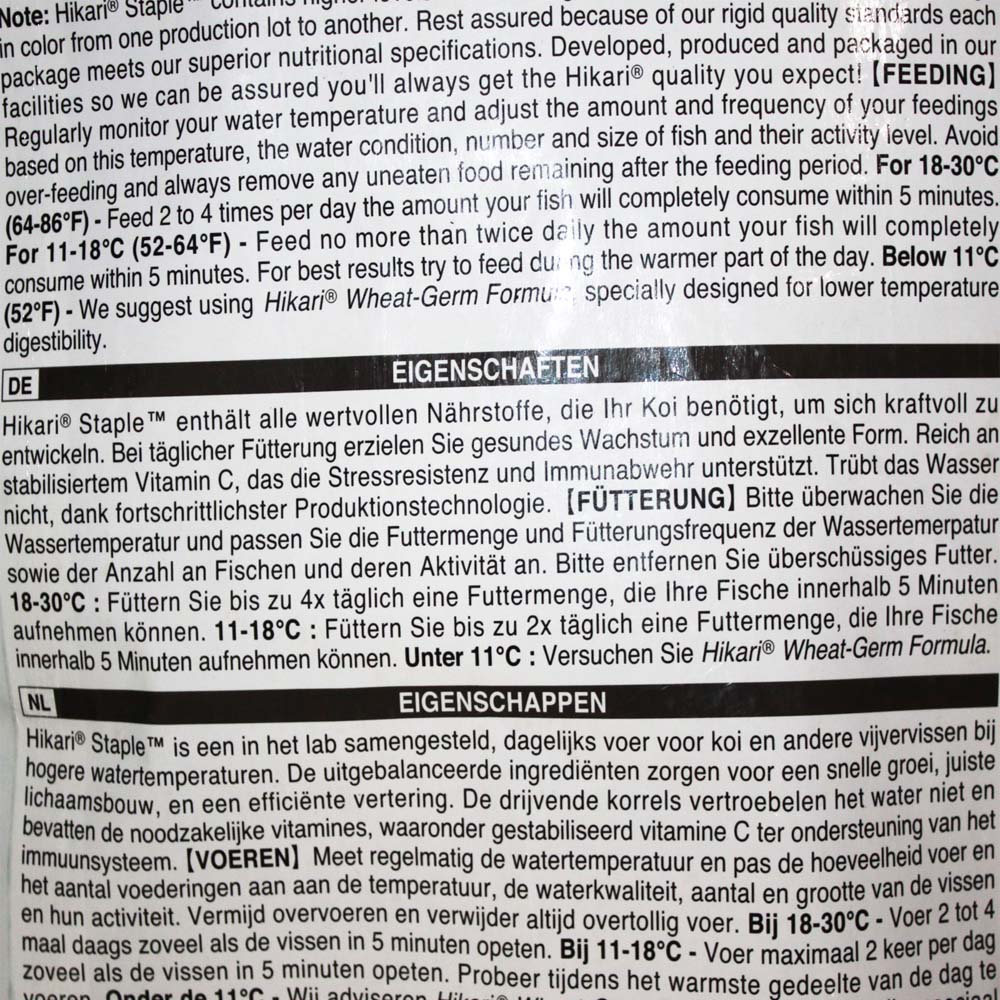 Note: Hikari® Staple™ contains higher
in color from one production lot to another. Rest assured because of our rigid quality standards each
package meets our superior nutritional specifications. Developed, produced and packaged in our
facilities so we can be assured you'll always get the Hikari® quality you expect! 【FEEDING】
Regularly monitor your water temperature and adjust the amount and frequency of your feedings
based on this temperature, the water condition, number and size of fish and their activity level. Avoid
over-feeding and always remove any uneaten food remaining after the feeding period. For 18-30°C
(64-86°F) - Feed 2 to 4 times per day the amount your fish will completely consume within 5 minutes.
For 11-18°C (52-64°F) - Feed no more than twice daily the amount your fish will completely
consume within 5 minutes. For best results try to feed during the warmer part of the day. Below 11°C
(52°F) - We suggest using Hikari® Wheat-Germ Formula, specially designed for lower temperature
digestibility.
DE EIGENSCHAFTEN
Hikari® Staple™ enthält alle wertvollen Nährstoffe, die Ihr Koi benötigt, um sich kraftvoll zu
entwickeln. Bei täglicher Fütterung erzielen Sie gesundes Wachstum und exzellente Form. Reich an
stabilisiertem Vitamin C, das die Stressresistenz und Immunabwehr unterstützt. Trübt das Wasser
nicht, dank fortschrittlichster Produktionstechnologie. 【FÜTTERUNG】 Bitte überwachen Sie die
Wassertemperatur und passen Sie die Futtermenge und Fütterungsfrequenz der Wassertemerpatur
sowie der Anzahl an Fischen und deren Aktivität an. Bitte entfernen Sie überschüssiges Futter.
18-30°C : Füttern Sie bis zu 4x täglich eine Futtermenge, die Ihre Fische innerhalb 5 Minuten
aufnehmen können. 11-18°C : Füttern Sie bis zu 2x täglich eine Futtermenge, die Ihre Fische
innerhalb 5 Minuten aufnehmen können. Unter 11°C : Versuchen Sie Hikari® Wheat-Germ Formula.
NL EIGENSCHAPPEN
Hikari® Staple™ is een in het lab samengesteld, dagelijks voer voor koi en andere vijvervissen bij
hogere watertemperaturen. De uitgebalanceerde ingrediënten zorgen voor een snelle groei, juiste
lichaamsbouw, en een efficiënte vertering. De drijvende korrels vertroebelen het water niet en
bevatten de noodzakelijke vitamines, waaronder gestabiliseerd vitamine C ter ondersteuning van het
immuunsysteem. 【VOEREN】 Meet regelmatig de watertemperatuur en pas de hoeveelheid voer en
het aantal voederingen aan aan de temperatuur, de waterkwaliteit, aantal en grootte van de vissen
en hun activiteit. Vermijd overvoeren en verwijder altijd overtollig voer. Bij 18-30°C - Voer 2 tot 4
maal daags zoveel als de vissen in 5 minuten opeten. Bij 11-18°C - Voer maximaal 2 keer per dag
zoveel als de vissen in 5 minuten opeten. Probeer tijdens het warmste gedeelte van de dag te
voeren. Onder de 11°C - Wij adviseren Hikari®